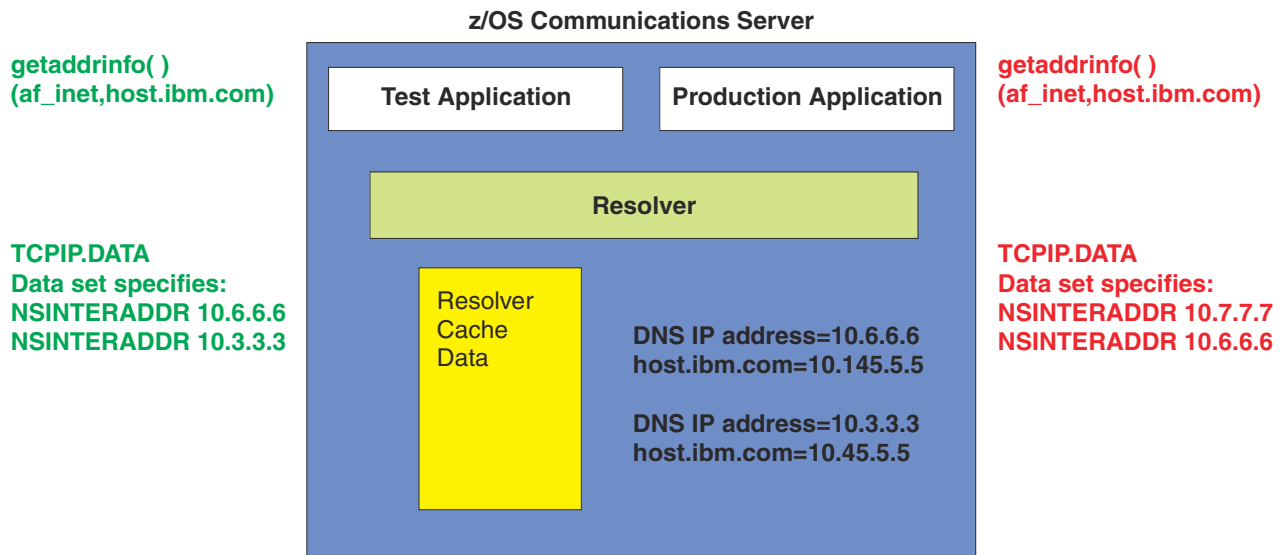 z/OS Communications Server
getaddrinfo( )
(af_inet,host.ibm.com)
Test Application
Production Application
getaddrinfo( )
(af_inet,host.ibm.com)
Resolver
TCPIP.DATA
Data set specifies:
NSINTERADDR 10.6.6.6
NSINTERADDR 10.3.3.3
Resolver
Cache
Data
DNS IP address=10.6.6.6
host.ibm.com=10.145.5.5
DNS IP address=10.3.3.3
host.ibm.com=10.45.5.5
TCPIP.DATA
Data set specifies:
NSINTERADDR 10.7.7.7
NSINTERADDR 10.6.6.6